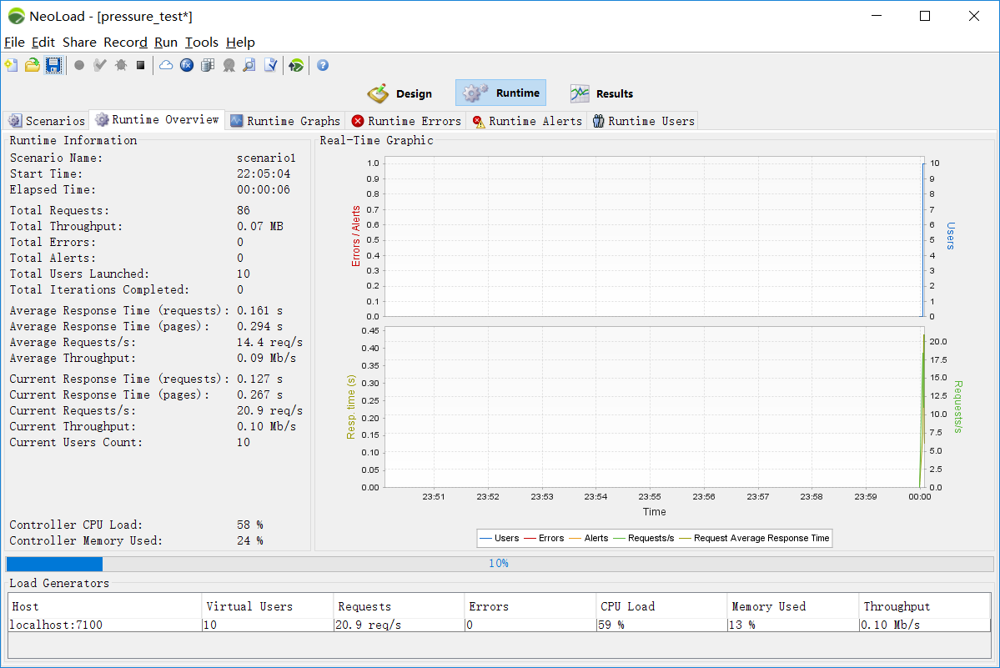 NeoLoad - [pressure_test*]
File Edit Share Record Run Tools Help
Design Runtime Results
Scenarios Runtime Overview Runtime Graphs Runtime Errors Runtime Alerts Runtime Users
Runtime Information
Scenario Name: scenario1
Start Time: 22:05:04
Elapsed Time: 00:00:06
Total Requests: 86
Total Throughput: 0.07 MB
Total Errors: 0
Total Alerts: 0
Total Users Launched: 10
Total Iterations Completed: 0
Average Response Time (requests): 0.161 s
Average Response Time (pages): 0.294 s
Average Requests/s: 14.4 req/s
Average Throughput: 0.09 Mb/s
Current Response Time (requests): 0.127 s
Current Response Time (pages): 0.267 s
Current Requests/s: 20.9 req/s
Current Throughput: 0.10 Mb/s
Current Users Count: 10
Controller CPU Load: 58 %
Controller Memory Used: 24 %
Real-Time Graphic
Errors / Alerts
1.0
0.9
0.8
0.7
0.6
0.5
0.4
0.3
0.2
0.1
0.0
10
9
8
7
6
5
4
3
2
1
0
Users
Resp. time (s)
0.45
0.40
0.35
0.30
0.25
0.20
0.15
0.10
0.05
0.00
20.0
17.5
15.0
12.5
10.0
7.5
5.0
2.5
0.0
Requests/s
23:51 23:52 23:53 23:54 23:55 23:56 23:57 23:58 23:59 00:00
Time
Users Errors Alerts Requests/s Request Average Response Time
10%
Load Generators
Host Virtual Users Requests Errors CPU Load Memory Used Throughput
localhost:7100 10 20.9 req/s 0 59 % 13 % 0.10 Mb/s